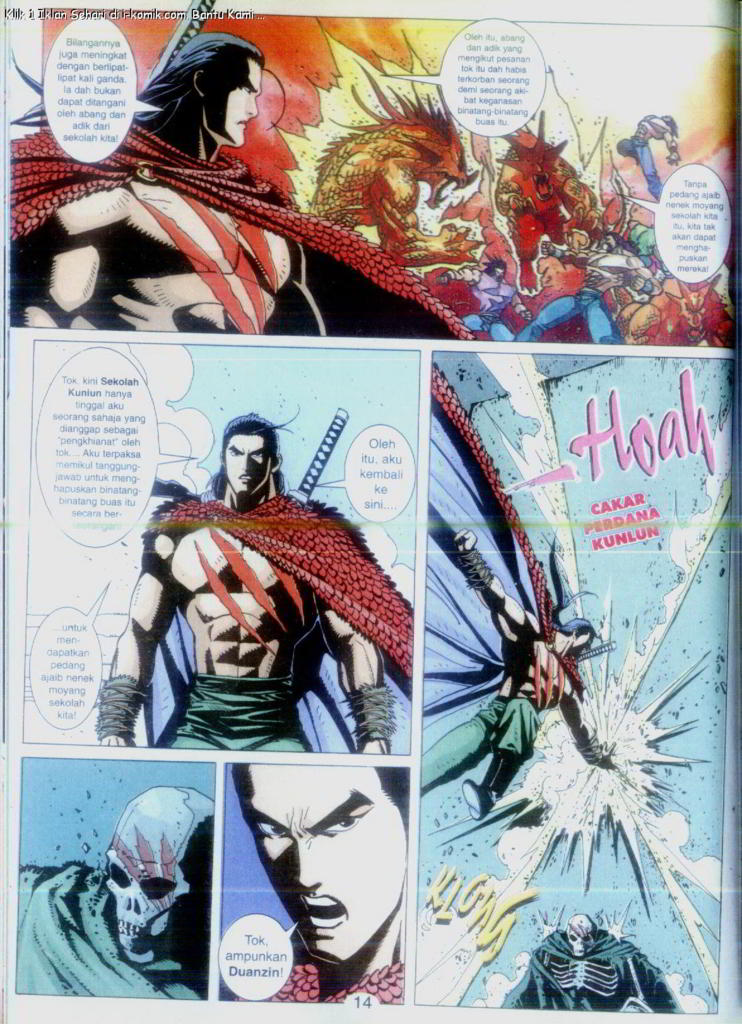 Klik 1 Iklan Sehari di i-komik.com Bantu Kami ...
Bilangannya
juga meningkat
dengan berlipat-
lipat kali ganda.
Ia dah bukan
dapat ditangani
oleh abang dan
adik dari
sekolah kita!
Oleh itu, abang
dan adik yang
mengikut pesanan
tok itu dah habis
terkorban seorang
demi seorang aki-
bat keganasan
binatang-binatang
buas itu.
Tanpa
pedang ajaib
nenek moyang
sekolah kita
itu, kita tak
akan dapat
mengha-
puskan
mereka!
Tok, kini Sekolah
Kunlun hanya
tinggal aku
seorang sahaja yang
dianggap sebagai
"pengkhianat" oleh
tok.... Aku terpaksa
memikul tanggung-
jawab untuk meng-
hapuskan binatang-
binatang buas itu
secara ber-
seorangan!
Oleh
itu, aku
kembali
ke
sini....
...untuk
men-
dapatkan
pedang
ajaib nenek
moyang
sekolah
kita!
Hoah
CAKAR
PERDANA
KUNLUN
KLONG
Tok,
ampunkan
Duanzin!
14